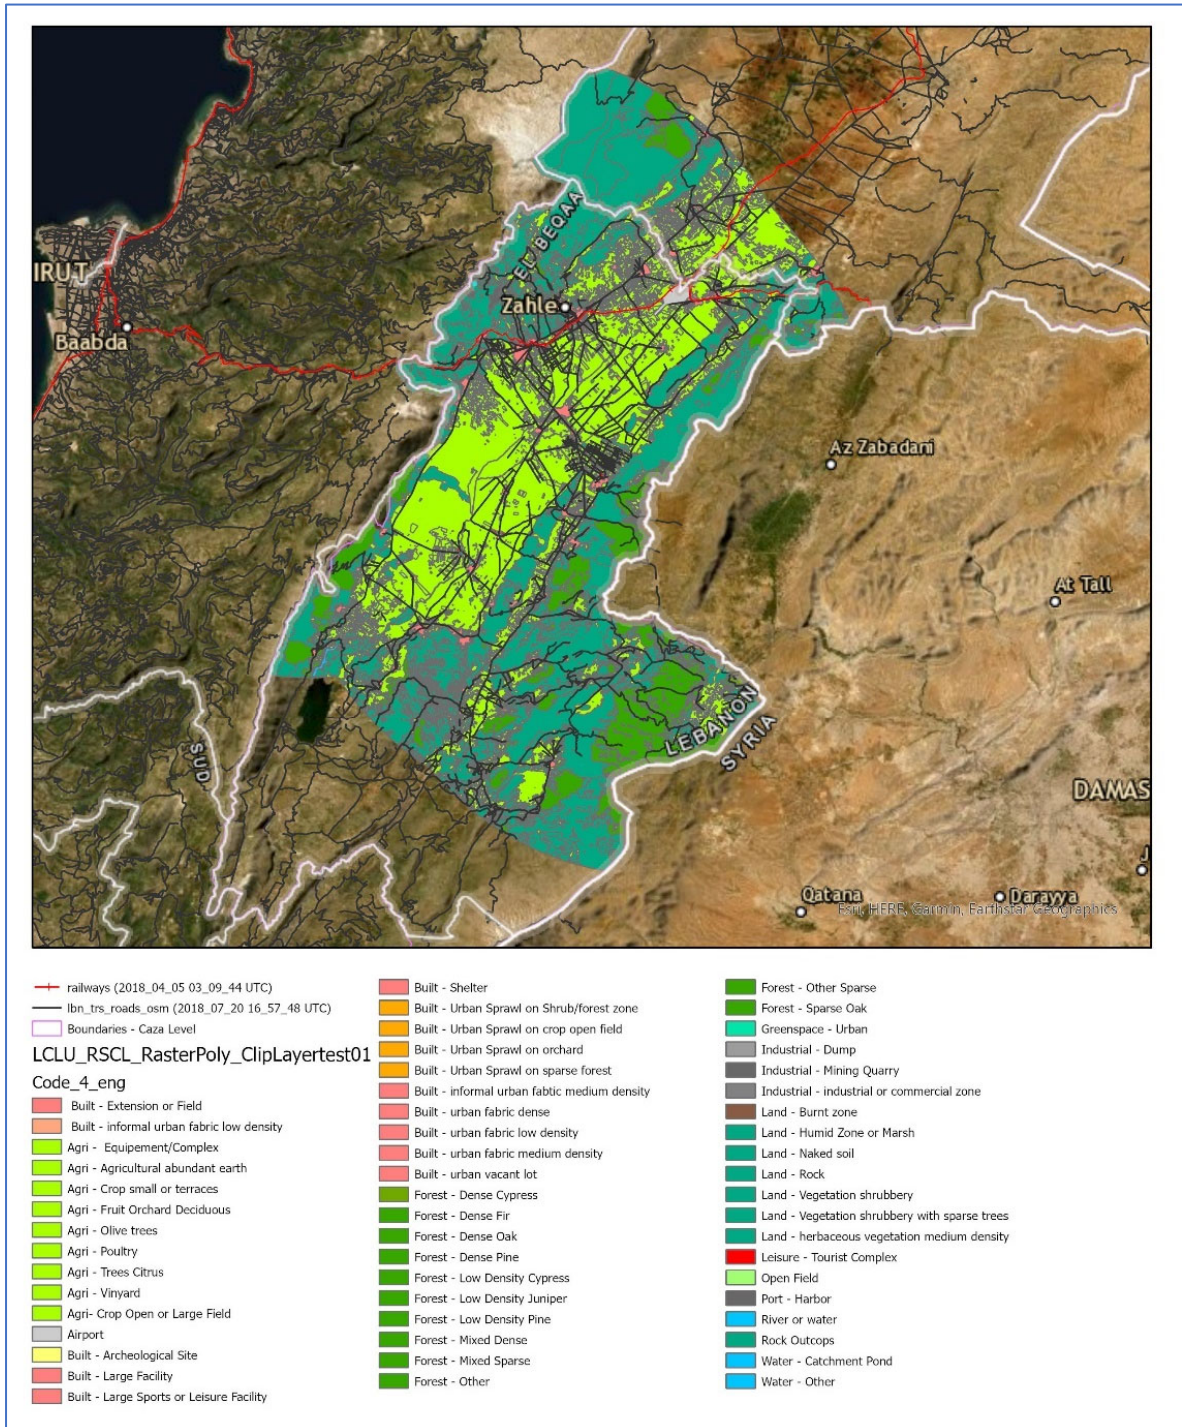 EL BEQAA
IRUT
Zahle
Baabda
Az Zabadani
At Tall
LEBANON
SYRIA
SUD
DAMAS
J
Qatana
Darayya
Esri, HERE, Garmin, Earthstar Geographics
railways (2018_04_05 03_09_44 UTC)
lbn_trs_roads_osm (2018_07_20 16_57_48 UTC)
Boundaries - Caza Level
LCLU_RSCL_RasterPoly_ClipLayertest01
Code_4_eng
Built - Extension or Field
Built - informal urban fabric low density
Agri - Equipement/Complex
Agri - Agricultural abundant earth
Agri - Crop small or terraces
Agri - Fruit Orchard Deciduous
Agri - Olive trees
Agri - Poultry
Agri - Trees Citrus
Agri - Vinyard
Agri- Crop Open or Large Field
Airport
Built - Archeological Site
Built - Large Facility
Built - Large Sports or Leisure Facility
Built - Shelter
Built - Urban Sprawl on Shrub/forest zone
Built - Urban Sprawl on crop open field
Built - Urban Sprawl on orchard
Built - Urban Sprawl on sparse forest
Built - informal urban fabtic medium density
Built - urban fabric dense
Built - urban fabric low density
Built - urban fabric medium density
Built - urban vacant lot
Forest - Dense Cypress
Forest - Dense Fir
Forest - Dense Oak
Forest - Dense Pine
Forest - Low Density Cypress
Forest - Low Density Juniper
Forest - Low Density Pine
Forest - Mixed Dense
Forest - Mixed Sparse
Forest - Other
Forest - Other Sparse
Forest - Sparse Oak
Greenspace - Urban
Industrial - Dump
Industrial - Mining Quarry
Industrial - industrial or commercial zone
Land - Burnt zone
Land - Humid Zone or Marsh
Land - Naked soil
Land - Rock
Land - Vegetation shrubbery
Land - Vegetation shrubbery with sparse trees
Land - herbaceous vegetation medium density
Leisure - Tourist Complex
Open Field
Port - Harbor
River or water
Rock Outcops
Water - Catchment Pond
Water - Other